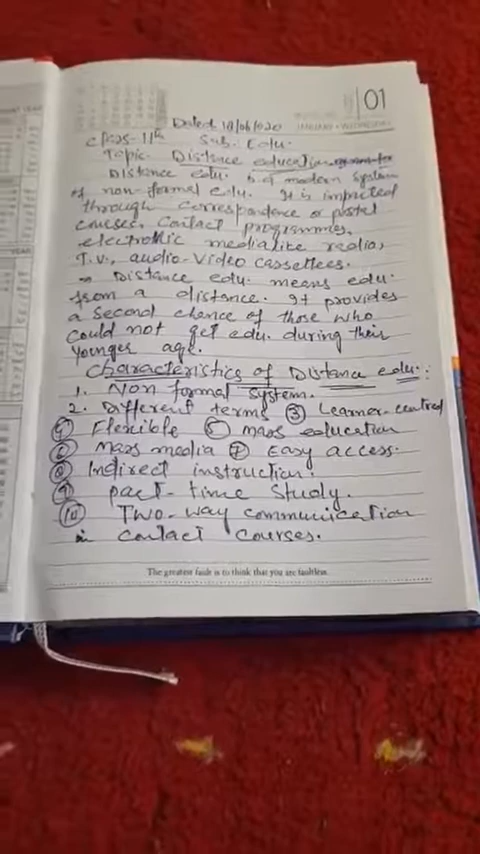 01
JANUARY • WEDNESDAY
Dated 18/06/020
Class-11th Sub. Edu.
Topic- Distance education
Distance edu. is a modern system
of non-formal edu. It is imparted
through correspondence or postal
courses, contact programmes,
electronic media like radio,
T.V., audio-video cassettees.
→ Distance edu. means edu.
from a distance. It provides
a second chance of those who
could not get edu. during their
younger age.
Characteristics of Distance edu.:
1. Non formal system.
2. Different terms ③ Learner-centred
④ Flexible ⑤ mass education
⑥ Mass media ⑦ Easy access.
⑧ Indirect instruction.
⑨ part-time study.
⑩ Two-way communication
in contact courses.
The greatest fault is to think that you are faultless.